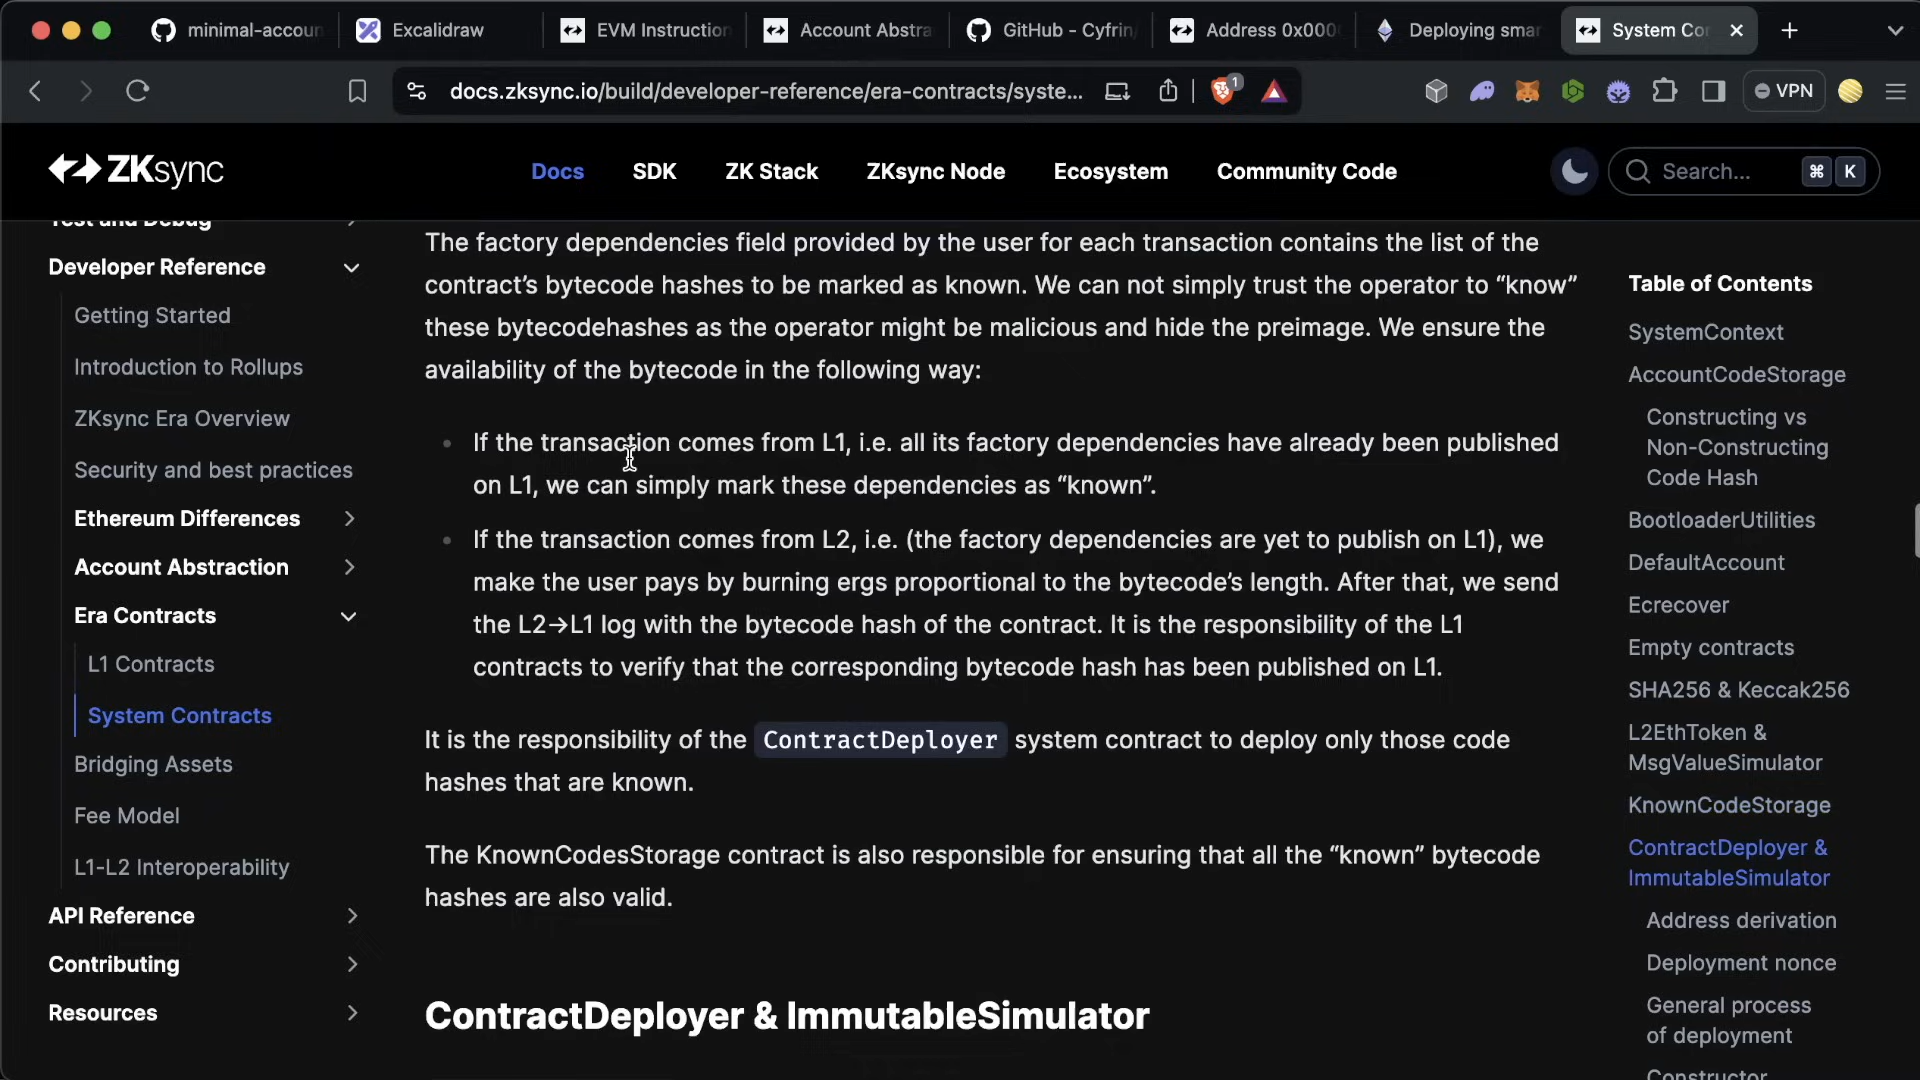 minimal-accoun
Excalidraw
EVM Instruction
Account Abstra
GitHub - Cyfrin/
Address 0x000
Deploying smar
System Co
docs.zksync.io/build/developer-reference/era-contracts/syste...
1
VPN
ZKsync
Docs
SDK
ZK Stack
ZKsync Node
Ecosystem
Community Code
Search...
⌘ K
Test and Debug
Developer Reference
Getting Started
Introduction to Rollups
ZKsync Era Overview
Security and best practices
Ethereum Differences
Account Abstraction
Era Contracts
L1 Contracts
System Contracts
Bridging Assets
Fee Model
L1-L2 Interoperability
API Reference
Contributing
Resources
The factory dependencies field provided by the user for each transaction contains the list of the
contract’s bytecode hashes to be marked as known. We can not simply trust the operator to “know”
these bytecodehashes as the operator might be malicious and hide the preimage. We ensure the
availability of the bytecode in the following way:
If the transaction comes from L1, i.e. all its factory dependencies have already been published
on L1, we can simply mark these dependencies as “known”.
If the transaction comes from L2, i.e. (the factory dependencies are yet to publish on L1), we
make the user pays by burning ergs proportional to the bytecode’s length. After that, we send
the L2→L1 log with the bytecode hash of the contract. It is the responsibility of the L1
contracts to verify that the corresponding bytecode hash has been published on L1.
It is the responsibility of the ContractDeployer system contract to deploy only those code
hashes that are known.
The KnownCodesStorage contract is also responsible for ensuring that all the “known” bytecode
hashes are also valid.
ContractDeployer & ImmutableSimulator
Table of Contents
SystemContext
AccountCodeStorage
Constructing vs
Non-Constructing
Code Hash
BootloaderUtilities
DefaultAccount
Ecrecover
Empty contracts
SHA256 & Keccak256
L2EthToken &
MsgValueSimulator
KnownCodeStorage
ContractDeployer &
ImmutableSimulator
Address derivation
Deployment nonce
General process
of deployment
Constructor